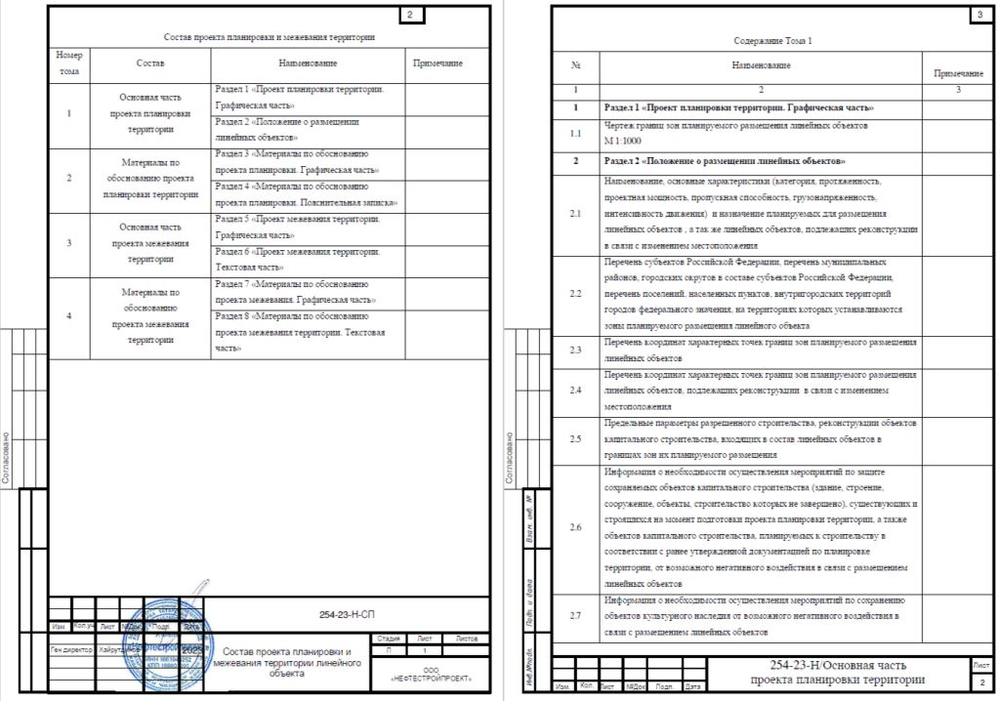 2
Состав проекта планировки и межевания территории
Номер
тома
Состав
Наименование
Примечание
1
Основная часть
проекта планировки
территории
Раздел 1 «Проект планировки территории.
Графическая часть»
Раздел 2 «Положение о размещении
линейных объектов»
2
Материалы по
обоснованию проекта
планировки территории
Раздел 3 «Материалы по обоснованию
проекта планировки. Графическая часть»
Раздел 4 «Материалы по обоснованию
проекта планировки. Пояснительная записка»
3
Основная часть
проекта межевания
территории
Раздел 5 «Проект межевания территории.
Графическая часть»
Раздел 6 «Проект межевания территории.
Текстовая часть»
4
Материалы по
обоснованию
проекта межевания
территории
Раздел 7 «Материалы по обоснованию
проекта межевания. Графическая часть»
Раздел 8 «Материалы по обоснованию
проекта межевания территории. Текстовая
часть»
Согласовано
254-23-Н-СП
Изм
Кол.уч
Лист
№Док
Подп.
Дата
Ген директор
Состав проекта планировки и
межевания территории линейного
объекта
Стадия
Лист
Листов
П
1
ООО
«НЕФТЕСТРОЙПРОЕКТ»
3
Содержание Тома 1
№
Наименование
Примечание
1
2
3
1
Раздел 1 «Проект планировки территории. Графическая часть»
1.1
Чертеж границ зон планируемого размещения линейных объектов
М 1:1000
2
Раздел 2 «Положение о размещении линейных объектов»
2.1
Наименование, основные характеристики (категория, протяженность,
проектная мощность, пропускная способность, грузонапряженность,
интенсивность движения) и назначение планируемых для размещения
линейных объектов , а так же линейных объектов, подлежащих реконструкции
в связи с изменением местоположения
2.2
Перечень субъектов Российской Федерации, перечень муниципальных
районов, городских округов в составе субъектов Российской Федерации,
перечень поселений, населенных пунктов, внутригородских территорий
городов федерального значения, на территориях которых устанавливаются
зоны планируемого размещения линейного объекта
2.3
Перечень координат характерных точек границ зон планируемого размещения
линейных объектов
2.4
Перечень координат характерных точек границ зон планируемого размещения
линейных объектов, подлежащих реконструкции в связи с изменением
местоположения
2.5
Предельные параметры разрешенного строительства, реконструкции объектов
капитального строительства, входящих в состав линейных объектов в
границах зон их планируемого размещения
2.6
Информация о необходимости осуществления мероприятий по защите
сохраняемых объектов капитального строительства (здание, строение,
сооружение, объекты, строительство которых не завершено), существующих и
строящихся на момент подготовки проекта планировки территории, а также
объектов капитального строительства, планируемых к строительству в
соответствии с ранее утвержденной документацией по планировке
территории, от возможного негативного воздействия в связи с размещением
линейных объектов
2.7
Информация о необходимости осуществления мероприятий по сохранению
объектов культурного наследия от возможного негативного воздействия в
связи с размещением линейных объектов
Согласовано
Взам. инв. №
Подп. и дата
Инв №подл.
Изм.
Кол.
Лист
№Док
Подп.
Дата
254-23-Н/Основная часть
проекта планировки территории
Лист
2